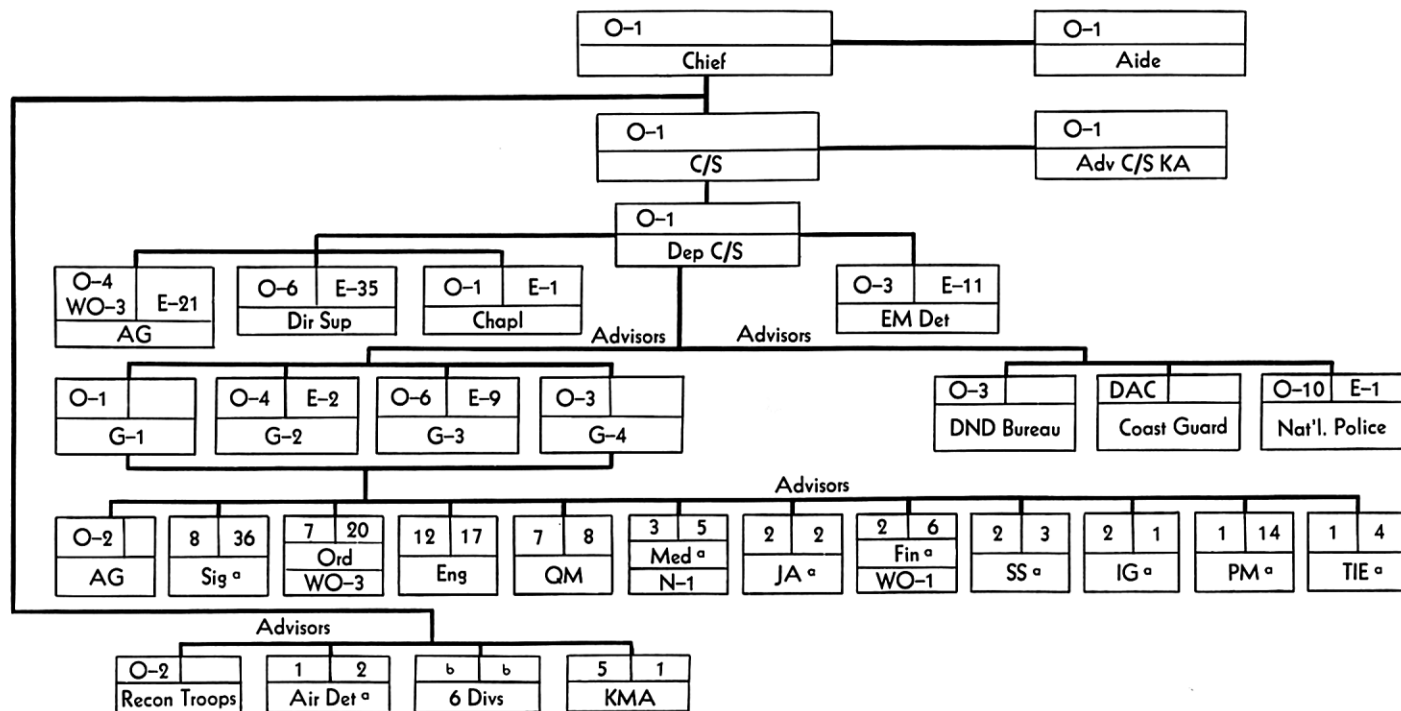 O–1
Chief
O–1
Aide
O–1
C/S
O–1
Adv C/S KA
O–1
Dep C/S
O–4
WO–3 E–21
AG
O–6 E–35
Dir Sup
O–1 E–1
Chapl
O–3 E–11
EM Det
Advisors Advisors
O–1
G–1
O–4 E–2
G–2
O–6 E–9
G–3
O–3
G–4
O–3
DND Bureau
DAC
Coast Guard
O–10 E–1
Nat'l. Police
Advisors
O–2
AG
8 36
Sig a
7 20
Ord
WO–3
12 17
Eng
7 8
QM
3 5
Med a
N–1
2 2
JA a
2 6
Fin a
WO–1
2 3
SS a
2 1
IG a
1 14
PM a
1 4
TIE a
Advisors
O–2
Recon Troops
1 2
Air Det a
b b
6 Divs
5 1
KMA